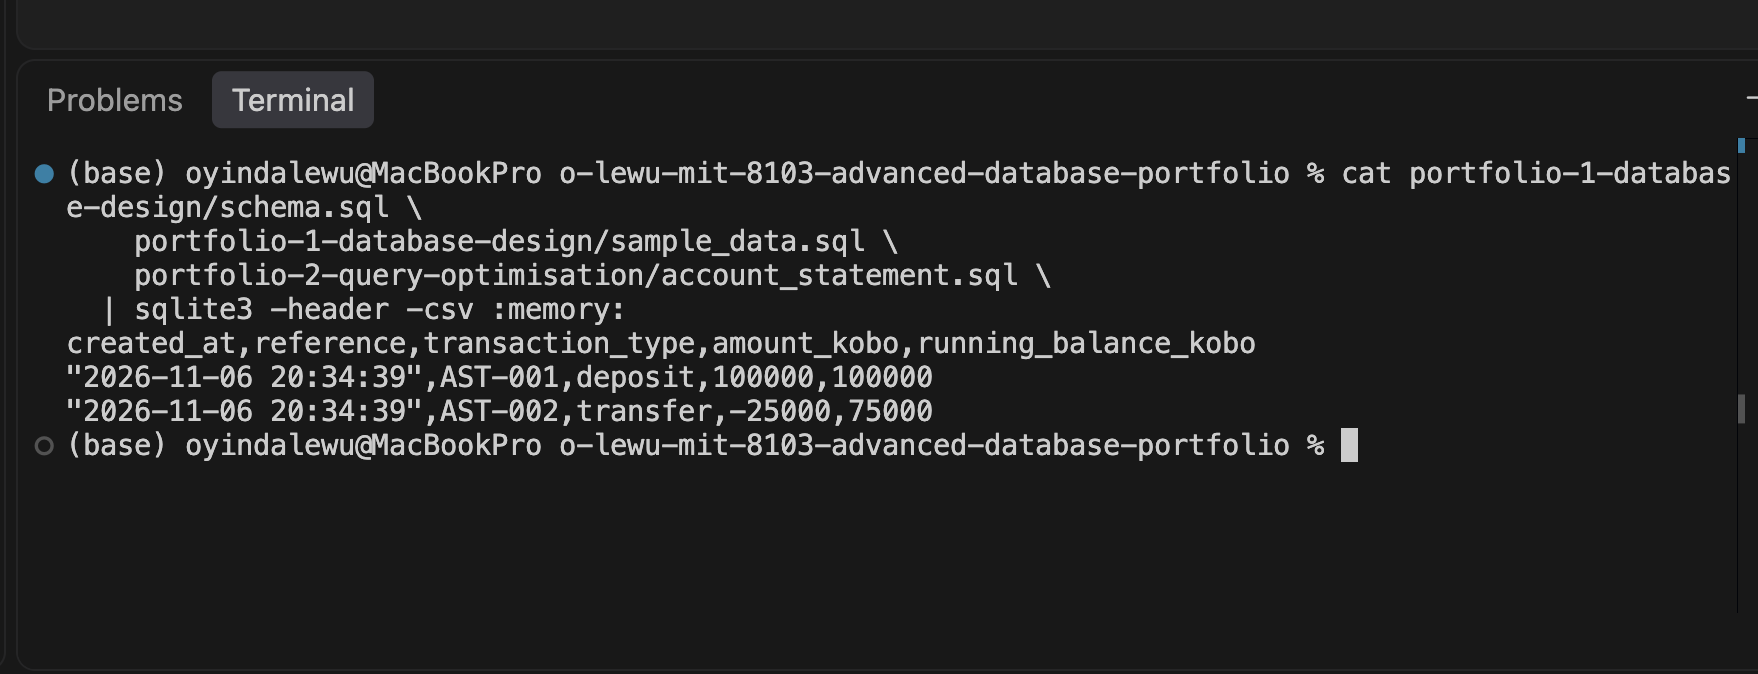 Problems Terminal
(base) oyindalewu@MacBookPro o-lewu-mit-8103-advanced-database-portfolio % cat portfolio-1-databas
e-design/schema.sql \
    portfolio-1-database-design/sample_data.sql \
    portfolio-2-query-optimisation/account_statement.sql \
  | sqlite3 -header -csv :memory:
created_at,reference,transaction_type,amount_kobo,running_balance_kobo
"2026-11-06 20:34:39",AST-001,deposit,100000,100000
"2026-11-06 20:34:39",AST-002,transfer,-25000,75000
(base) oyindalewu@MacBookPro o-lewu-mit-8103-advanced-database-portfolio %